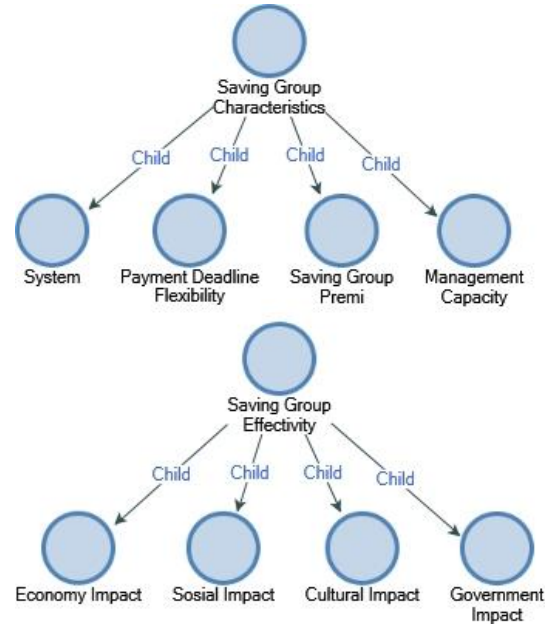 Saving Group
Characteristics
Child Child Child Child
System
Payment Deadline
Flexibility
Saving Group
Premi
Management
Capacity
Saving Group
Effectivity
Child Child Child Child
Economy Impact
Sosial Impact
Cultural Impact
Government
Impact